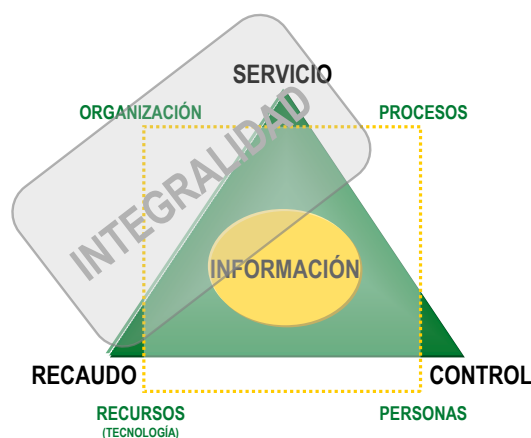 SERVICIO
ORGANIZACIÓN
PROCESOS
INTEGRALIDAD
INFORMACIÓN
RECAUDO
CONTROL
RECURSOS
(TECNOLOGÍA)
PERSONAS